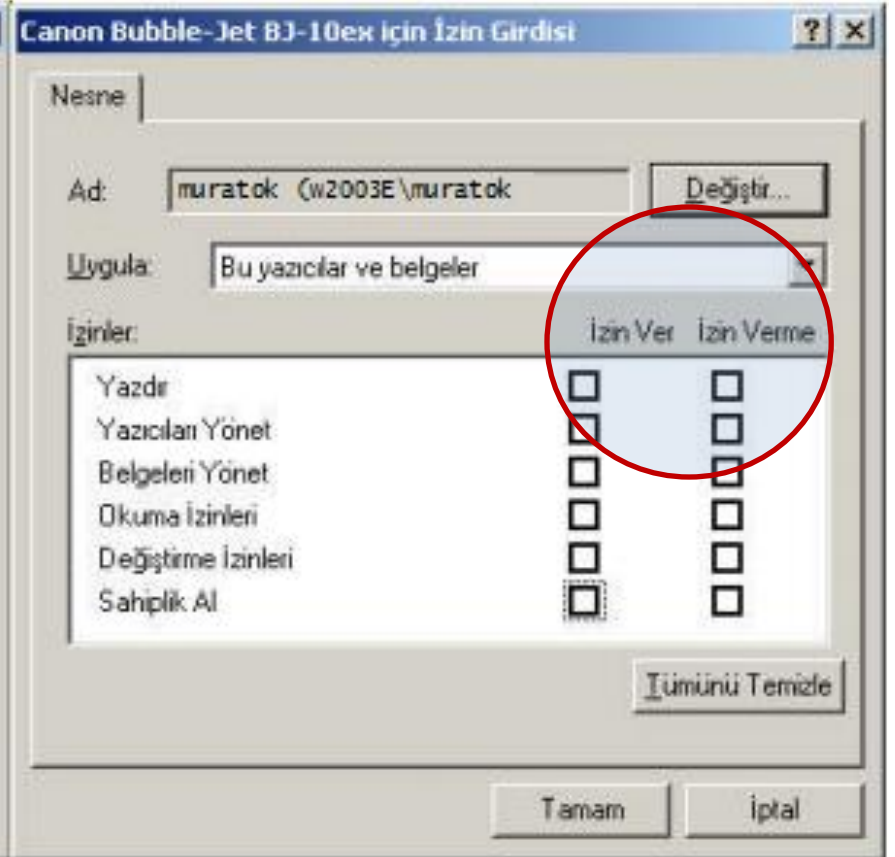 Canon Bubble-Jet BJ-10ex için İzin Girdisi
Nesne
Ad: muratok (w2003E\muratok Değiştir...
Uygula: Bu yazıcılar ve belgeler
İzinler: İzin Ver İzin Verme
Yazdır
Yazıcıları Yönet
Belgeleri Yönet
Okuma İzinleri
Değiştirme İzinleri
Sahiplik Al
Tümünü Temizle
Tamam İptal